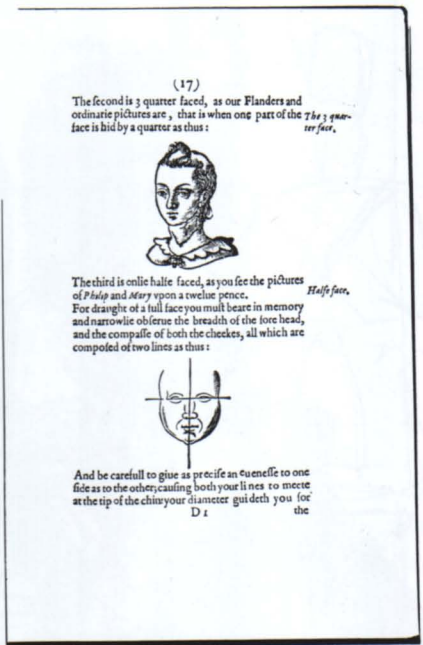 (17)
The ſecond is 3 quarter faced, as our Flanders and
ordinarie pictures are, that is when one part of the
face is hid by a quarter as thus:
The 3 quar-
ter face.
The third is onlie halfe faced, as you ſee the pictures
of Philip and Mary vpon a twelue pence.
Halfe face.
For draught of a full face you muſt beare in memory
and narrowlie obſerue the breadth of the fore head,
and the compaſſe of both the cheekes, all which are
compoſed of two lines as thus:
And be carefull to giue as preciſe an eueneſſe to one
ſide as to the other; cauſing both your lines to meete
at the tip of the chin: your diameter guideth you for
D 1
the